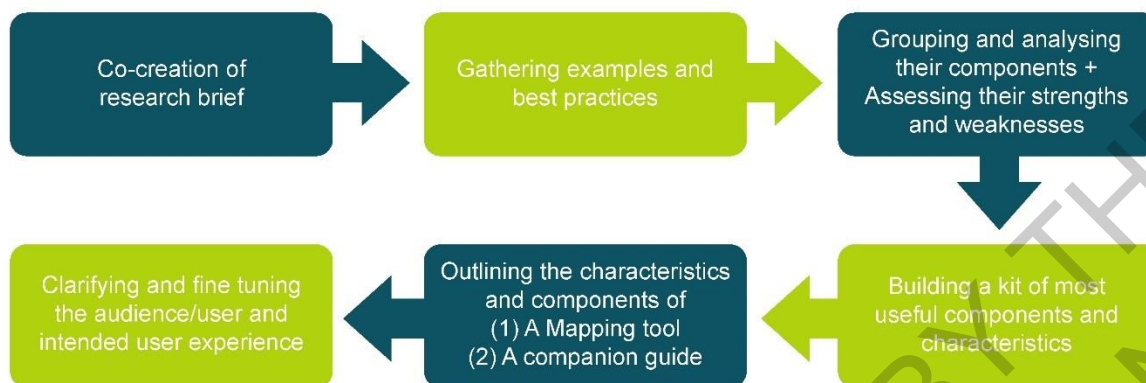 Co-creation of
research brief
Gathering examples and
best practices
Grouping and analysing
their components +
Assessing their strengths
and weaknesses
Building a kit of most
useful components and
characteristics
Outlining the characteristics
and components of
(1) A Mapping tool
(2) A companion guide
Clarifying and fine tuning
the audience/user and
intended user experience
BY TH